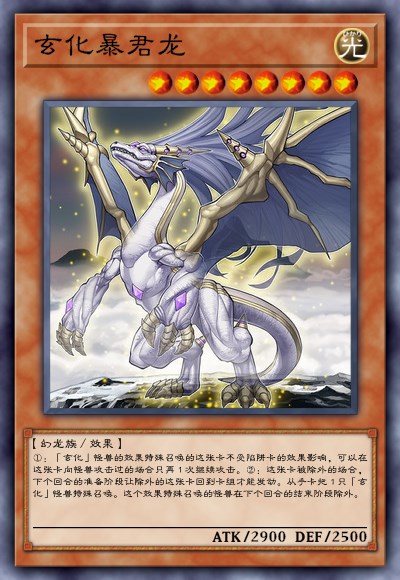 玄化暴君龙
ひかり
光
【幻龙族/效果】
①:「玄化」怪兽的效果特殊召唤的这张卡不受陷阱卡的效果影响,可以在
这张卡向怪兽攻击过的场合只再1次继续攻击。②:这张卡被除外的场合,
下个回合的准备阶段让除外的这张卡回到卡组才能发动。从手卡把1只「玄
化」怪兽特殊召唤。这个效果特殊召唤的怪兽在下个回合的结束阶段除外。
ATK/2900 DEF/2500